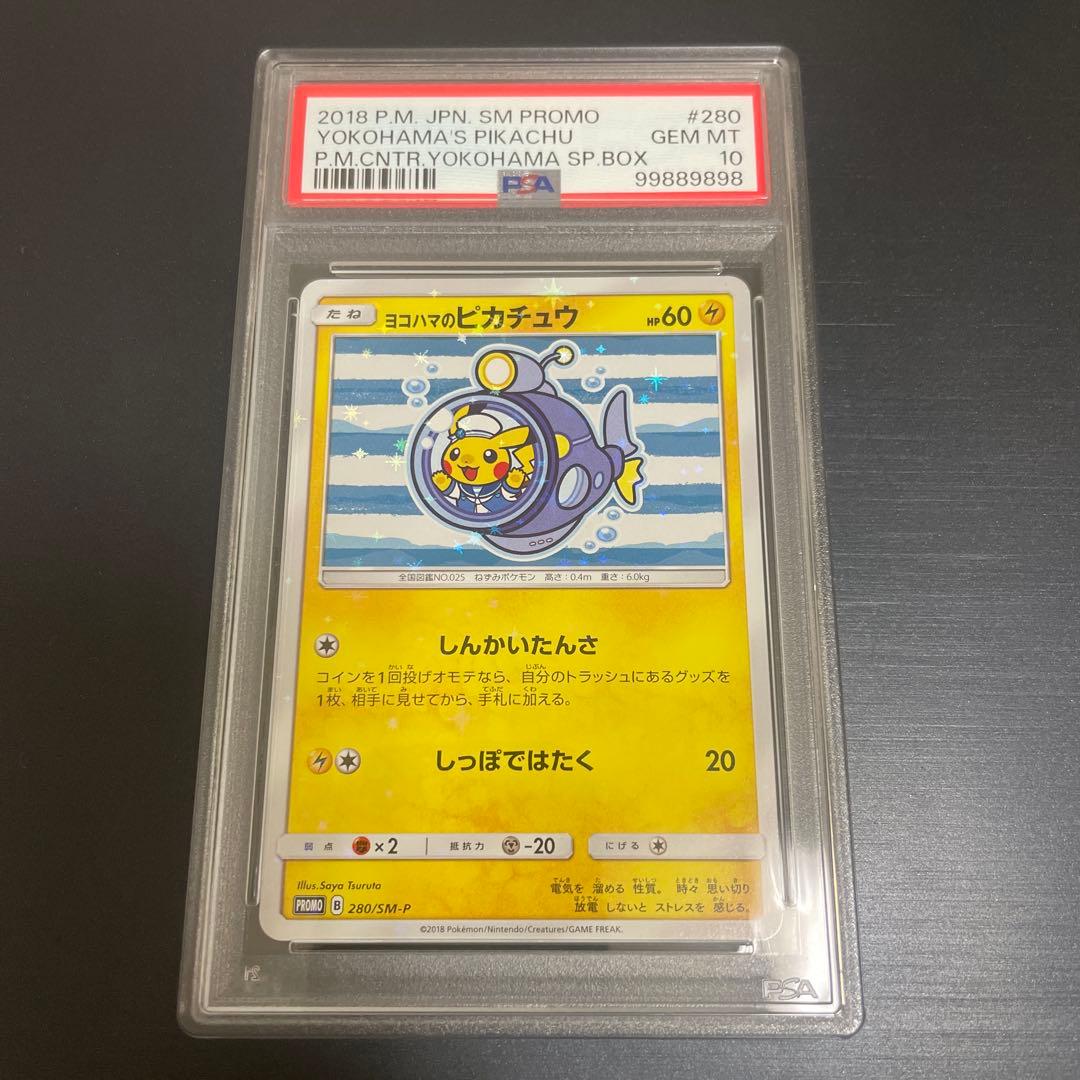 2018 P.M. JPN. SM PROMO #280
YOKOHAMA'S PIKACHU GEM MT
P.M.CNTR.YOKOHAMA SP.BOX 10
99889898
PSA
たね ヨコハマのピカチュウ HP60
全国図鑑NO.025 ねずみポケモン 高さ:0.4m 重さ:6.0kg
しんかいたんさ
コインを1回投げオモテなら、自分のトラッシュにあるグッズを
1枚、相手に見せてから、手札に加える。
しっぽではたく 20
弱点 ×2 抵抗力 -20 にげる
Illus.Saya Tsuruta
電気を 溜める 性質。 時々 思い切り
放電 しないと ストレスを 感じる。
PROMO B 280/SM-P
©2018 Pokémon/Nintendo/Creatures/GAME FREAK.
PSA